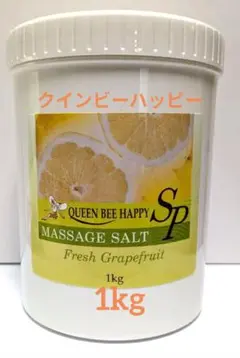 クインビーハッピー
QUEEN BEE HAPPY SP
MASSAGE SALT
Fresh Grapefruit
1kg
1kg